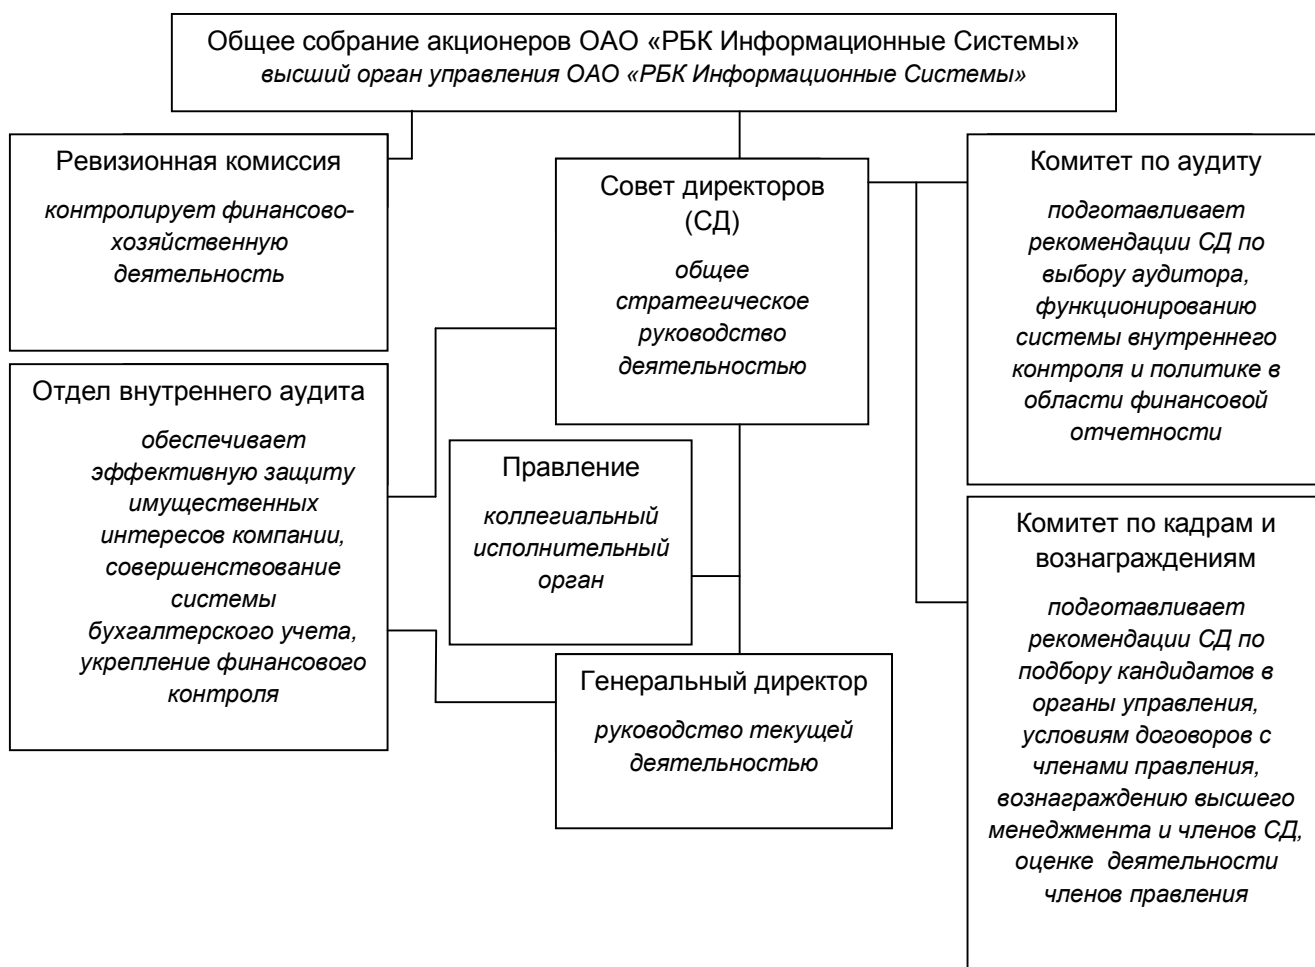 Общее собрание акционеров ОАО «РБК Информационные Системы»
высший орган управления ОАО «РБК Информационные Системы»
Ревизионная комиссия
контролирует финансово-
хозяйственную
деятельность
Совет директоров
(СД)
общее
стратегическое
руководство
деятельностью
Комитет по аудиту
подготавливает
рекомендации СД по
выбору аудитора,
функционированию
системы внутреннего
контроля и политике в
области финансовой
отчетности
Отдел внутреннего аудита
обеспечивает
эффективную защиту
имущественных
интересов компании,
совершенствование
системы
бухгалтерского учета,
укрепление финансового
контроля
Правление
коллегиальный
исполнительный
орган
Генеральный директор
руководство текущей
деятельностью
Комитет по кадрам и
вознаграждениям
подготавливает
рекомендации СД по
подбору кандидатов в
органы управления,
условиям договоров с
членами правления,
вознаграждению высшего
менеджмента и членов СД,
оценке деятельности
членов правления